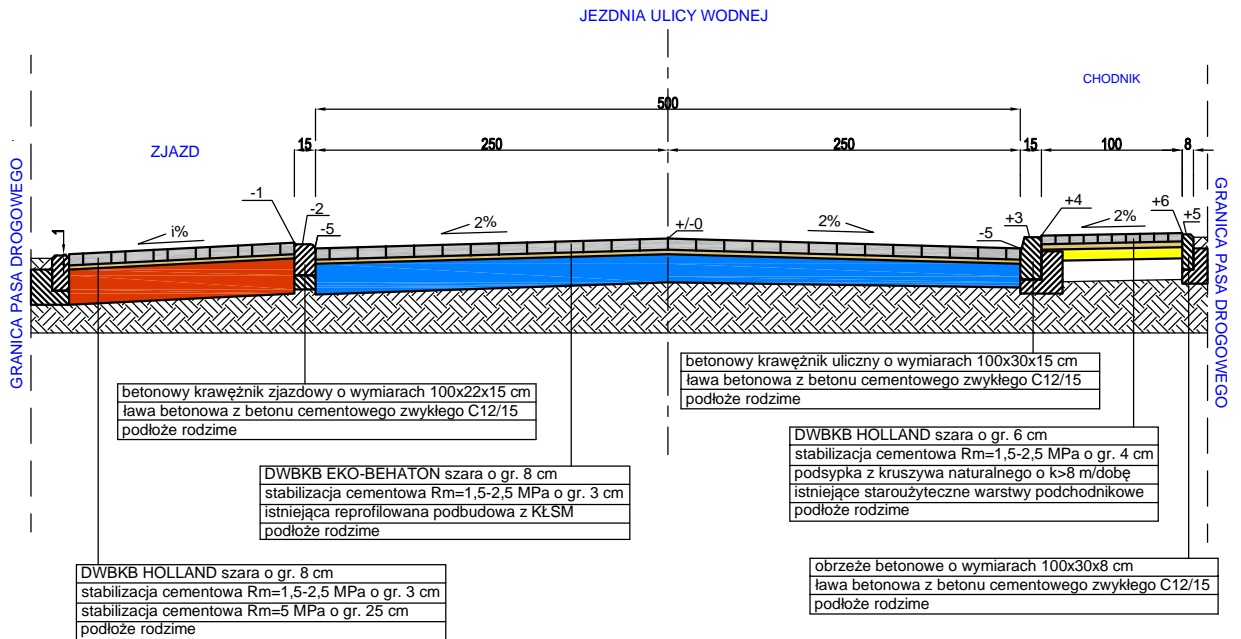 JEZDNIA ULICY WODNEJ
CHODNIK
500
ZJAZD
15
250
250
15
100
8
GRANICA PASA DROGOWEGO
GRANICA PASA DROGOWEGO
-1
-2
-5
i%
2%
+/-0
2%
-5
+3
+4
2%
+6
+5
1
betonowy krawężnik zjazdowy o wymiarach 100x22x15 cm
ława betonowa z betonu cementowego zwykłego C12/15
podłoże rodzime
betonowy krawężnik uliczny o wymiarach 100x30x15 cm
ława betonowa z betonu cementowego zwykłego C12/15
podłoże rodzime
DWBKB HOLLAND szara o gr. 6 cm
stabilizacja cementowa Rm=1,5-2,5 MPa o gr. 4 cm
podsypka z kruszywa naturalnego o k>8 m/dobę
istniejące staroużyteczne warstwy podchodnikowe
podłoże rodzime
DWBKB EKO-BEHATON szara o gr. 8 cm
stabilizacja cementowa Rm=1,5-2,5 MPa o gr. 3 cm
istniejąca reprofilowana podbudowa z KŁSM
podłoże rodzime
obrzeże betonowe o wymiarach 100x30x8 cm
ława betonowa z betonu cementowego zwykłego C12/15
podłoże rodzime
DWBKB HOLLAND szara o gr. 8 cm
stabilizacja cementowa Rm=1,5-2,5 MPa o gr. 3 cm
stabilizacja cementowa Rm=5 MPa o gr. 25 cm
podłoże rodzime